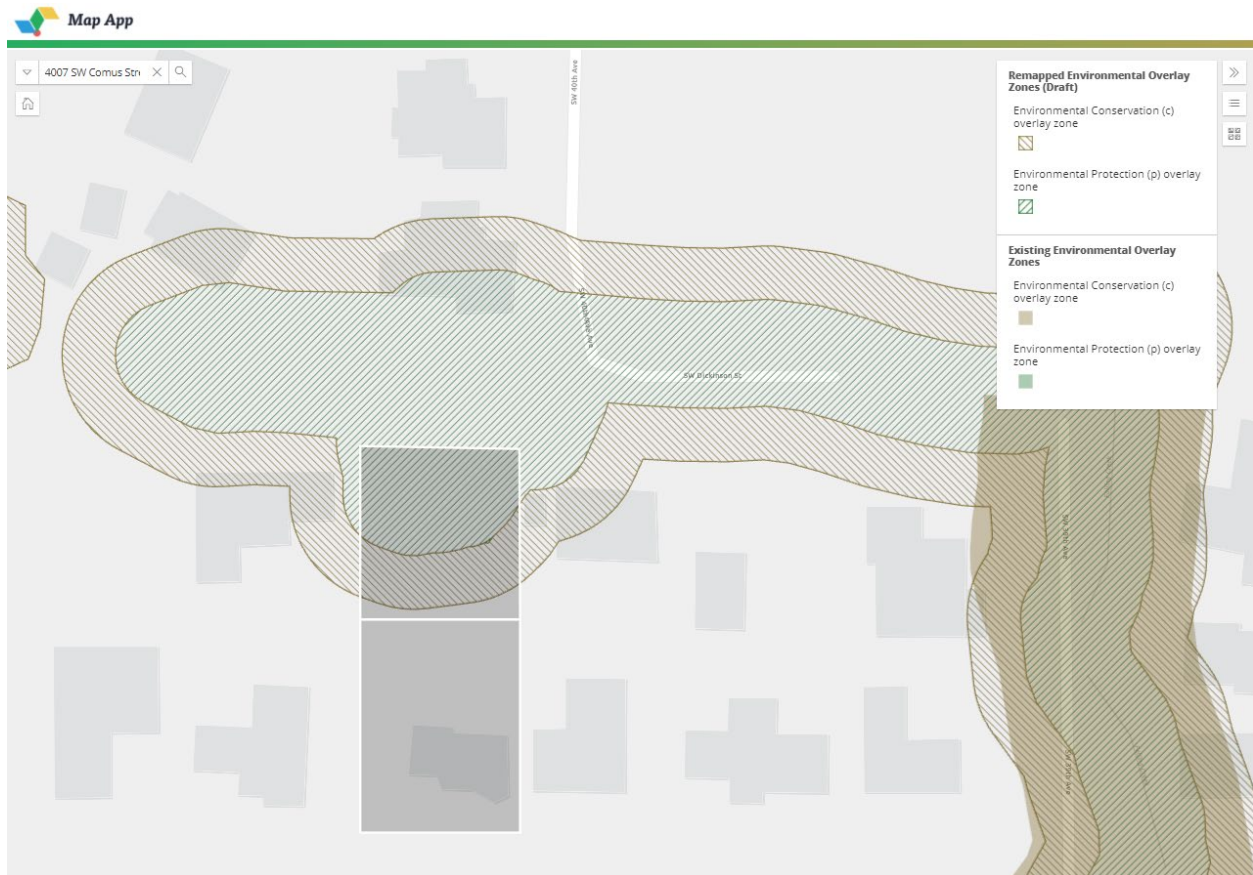 Map App
4007 SW Comus Stre
SW 40th Ave
Remapped Environmental Overlay
Zones (Draft)
Environmental Conservation (c)
overlay zone
Environmental Protection (p) overlay
zone
Existing Environmental Overlay
Zones
Environmental Conservation (c)
overlay zone
Environmental Protection (p) overlay
zone
SW Dickinson St